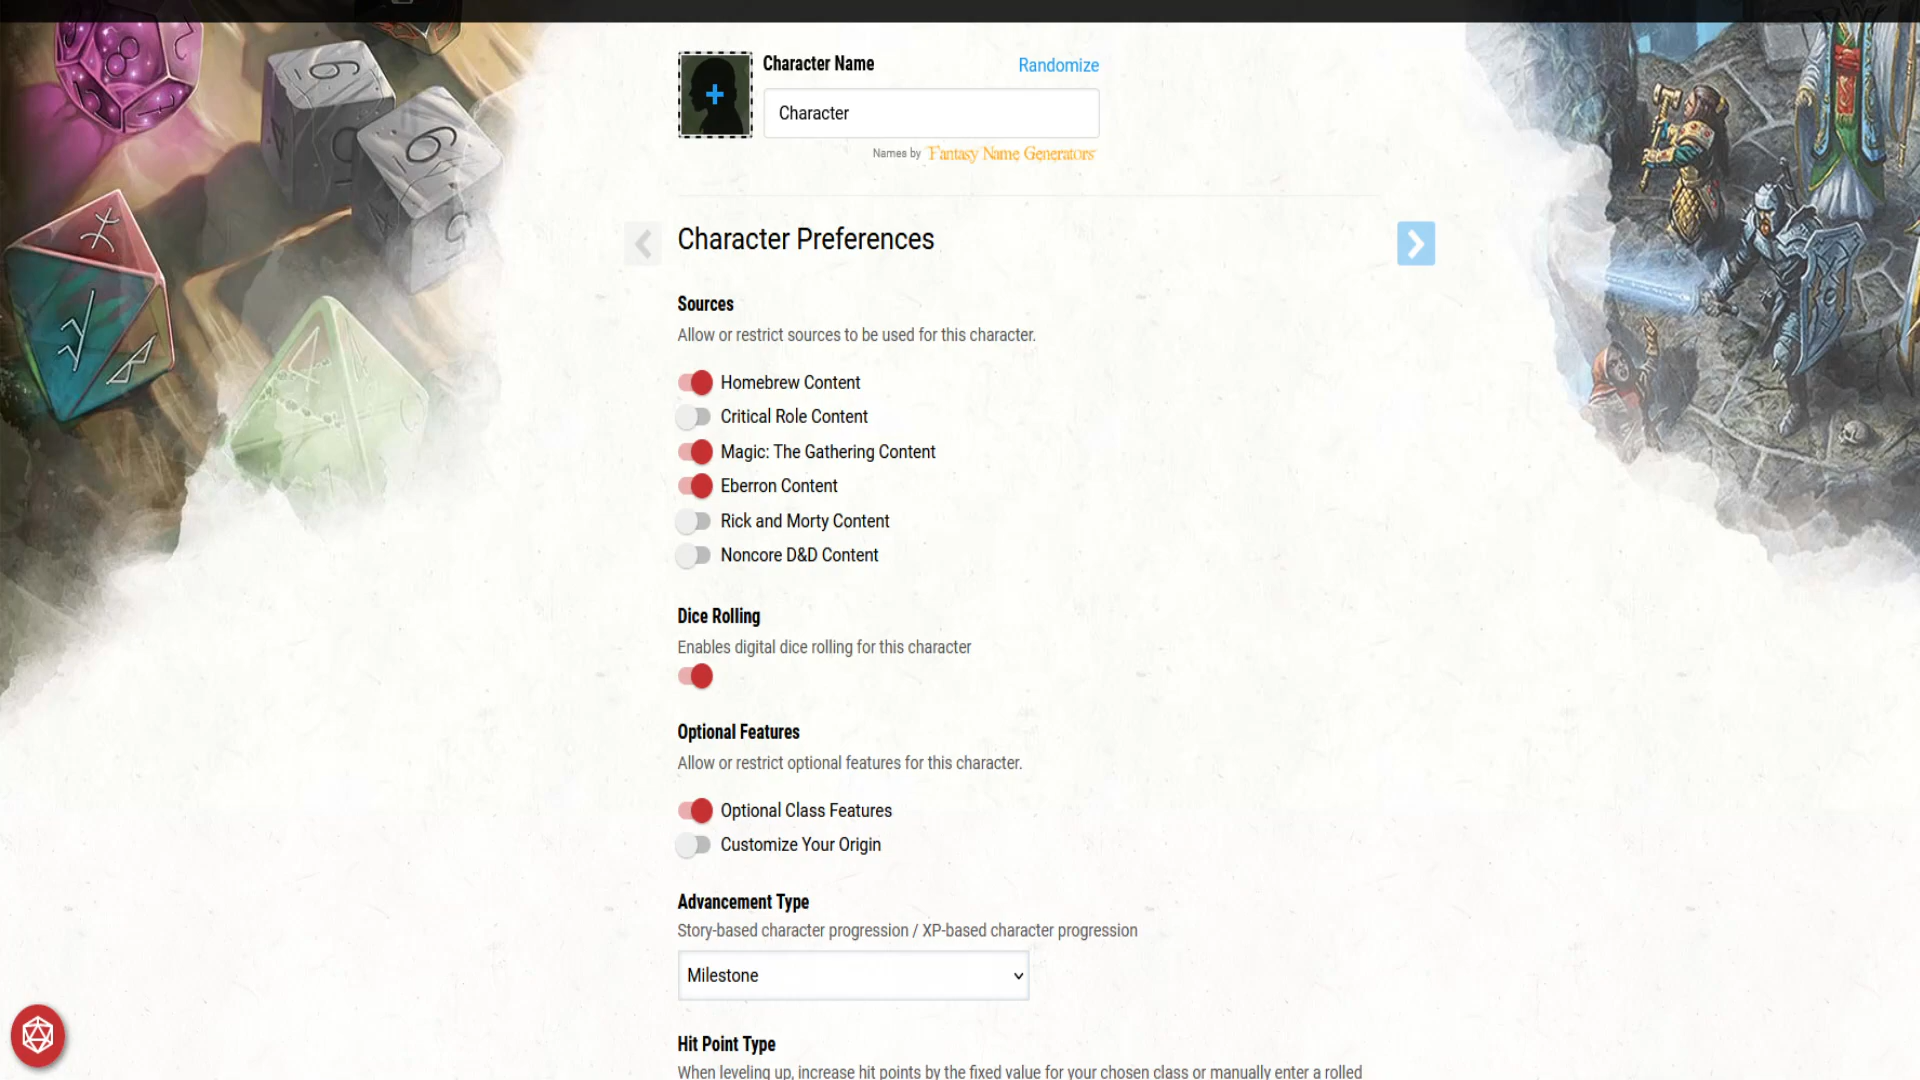 Character Name
Randomize
Character
Names by Fantasy Name Generators
Character Preferences
Sources
Allow or restrict sources to be used for this character.
Homebrew Content
Critical Role Content
Magic: The Gathering Content
Eberron Content
Rick and Morty Content
Noncore D&D Content
Dice Rolling
Enables digital dice rolling for this character
Optional Features
Allow or restrict optional features for this character.
Optional Class Features
Customize Your Origin
Advancement Type
Story-based character progression / XP-based character progression
Milestone
Hit Point Type
When leveling up, increase hit points by the fixed value for your chosen class or manually enter a rolled